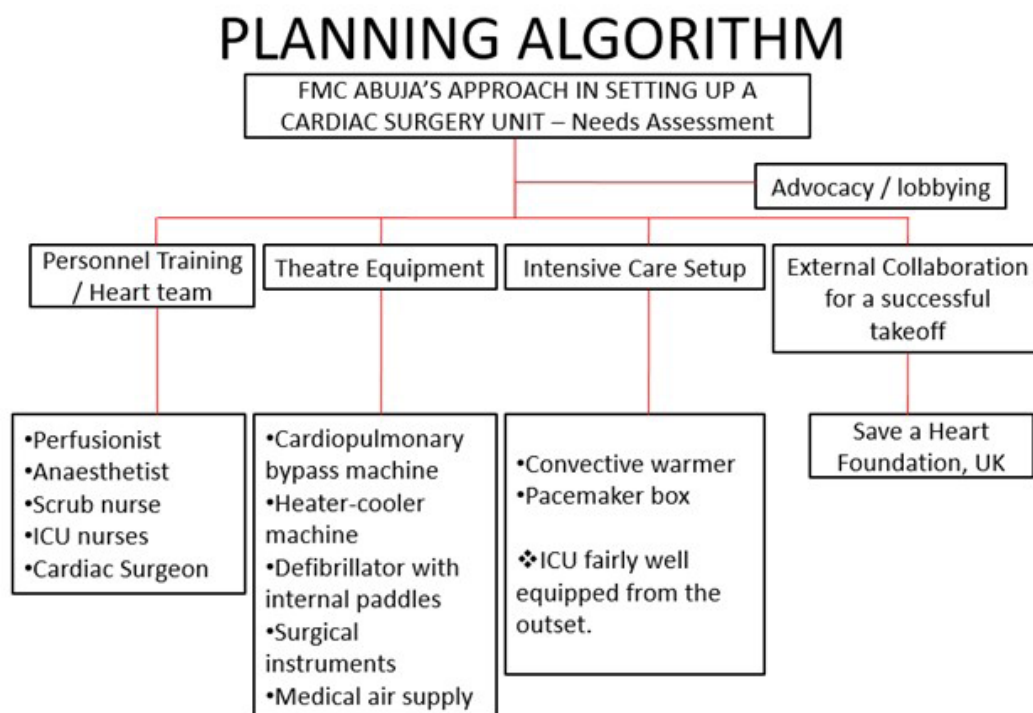 PLANNING ALGORITHM
FMC ABUJA’S APPROACH IN SETTING UP A
CARDIAC SURGERY UNIT – Needs Assessment
Advocacy / lobbying
Personnel Training
/ Heart team
Theatre Equipment
Intensive Care Setup
External Collaboration
for a successful
takeoff
•Perfusionist
•Anaesthetist
•Scrub nurse
•ICU nurses
•Cardiac Surgeon
•Cardiopulmonary
bypass machine
•Heater-cooler
machine
•Defibrillator with
internal paddles
•Surgical
instruments
•Medical air supply
•Convective warmer
•Pacemaker box
❖ICU fairly well
equipped from the
outset.
Save a Heart
Foundation, UK